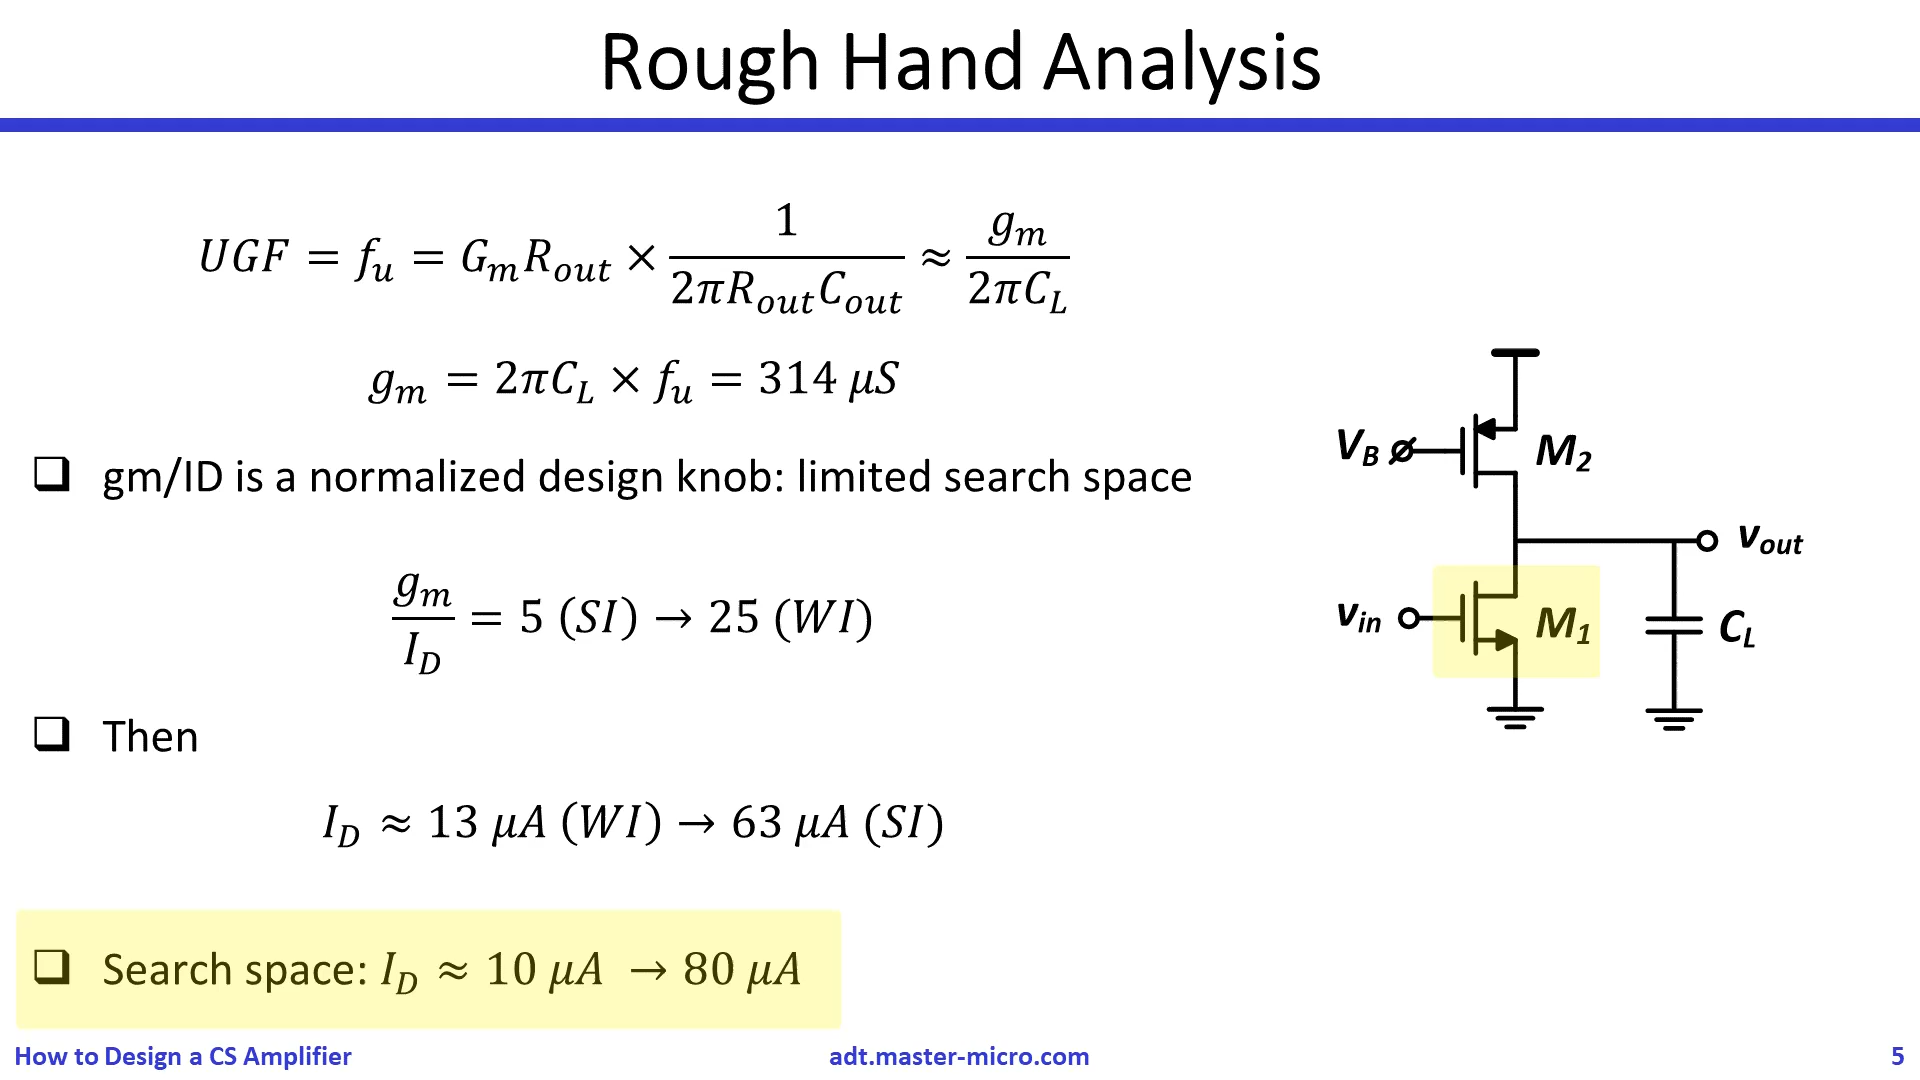 Rough Hand Analysis
UGF = f_u = G_m R_out × 1/(2πR_out C_out) ≈ g_m/(2πC_L)
g_m = 2πC_L × f_u = 314 μS
❑ gm/ID is a normalized design knob: limited search space
g_m/I_D = 5 (SI) → 25 (WI)
❑ Then
I_D ≈ 13 μA (WI) → 63 μA (SI)
❑ Search space: I_D ≈ 10 μA → 80 μA
V_B
M_2
v_out
v_in
M_1
C_L
How to Design a CS Amplifier
adt.master-micro.com
5